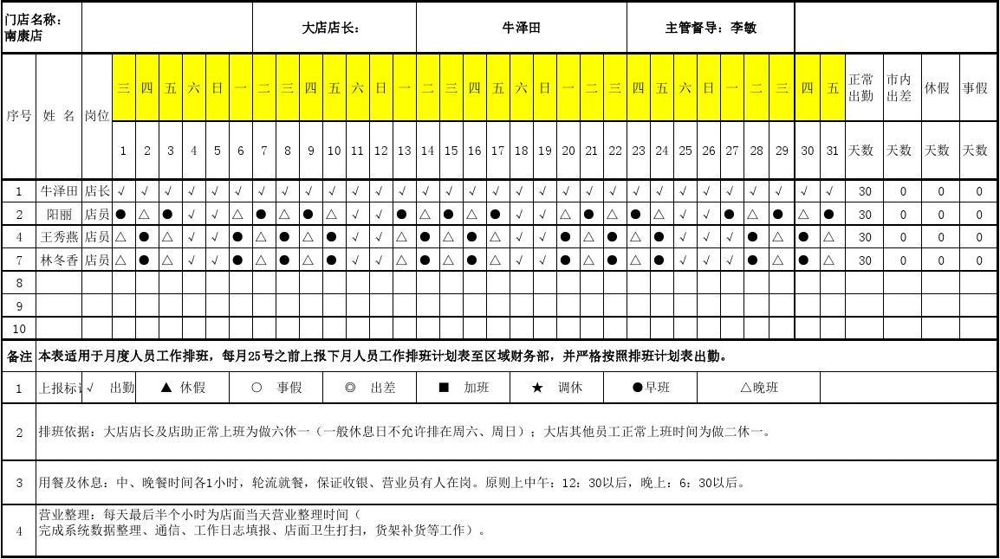 门店名称：
南康店 大店店长： 牛泽田 主管督导：李敏
序号 姓 名 岗位 三 四 五 六 日 一 二 三 四 五 六 日 一 二 三 四 五 六 日 一 二 三 四 五 六 日 一 二 三 四 五 正常出勤 市内出差 休假 事假
1 2 3 4 5 6 7 8 9 10 11 12 13 14 15 16 17 18 19 20 21 22 23 24 25 26 27 28 29 30 31 天数 天数 天数 天数
1 牛泽田 店长 √ √ √ √ √ √ √ √ √ √ √ √ √ √ √ √ √ √ √ √ √ √ √ √ √ √ √ √ √ √ √ 30 0 0 0
2 阳丽 店员 ● △ ● √ √ △ ● △ ● △ √ √ ● △ ● △ ● √ √ △ ● △ ● △ √ √ ● △ ● △ ● 30 0 0 0
4 王秀燕 店员 △ ● △ √ √ ● △ ● △ ● √ √ △ ● △ ● △ √ √ ● △ ● △ ● √ √ √ ● △ ● △ 30 0 0 0
7 林冬香 店员 △ ● △ √ √ ● △ ● △ ● √ √ △ ● △ ● △ √ √ ● △ ● △ ● √ √ √ ● △ ● △ 30 0 0 0
8
9
10
备注 本表适用于月度人员工作排班，每月25号之前上报下月人员工作排班计划表至区域财务部，并严格按照排班计划表出勤。
1 上报标 √ 出勤 ▲ 休假 ○ 事假 ◎ 出差 ■ 加班 ★ 调休 ●早班 △晚班
2 排班依据：大店店长及店助正常上班为做六休一（一般休息日不允许排在周六、周日）；大店其他员工正常上班时间为做二休一。
3 用餐及休息：中、晚餐时间各1小时，轮流就餐，保证收银、营业员有人在岗。原则上中午：12：30以后，晚上：6：30以后。
4 营业整理：每天最后半个小时为店面当天营业整理时间（
完成系统数据整理、通信、工作日志填报、店面卫生打扫，货架补货等工作）。